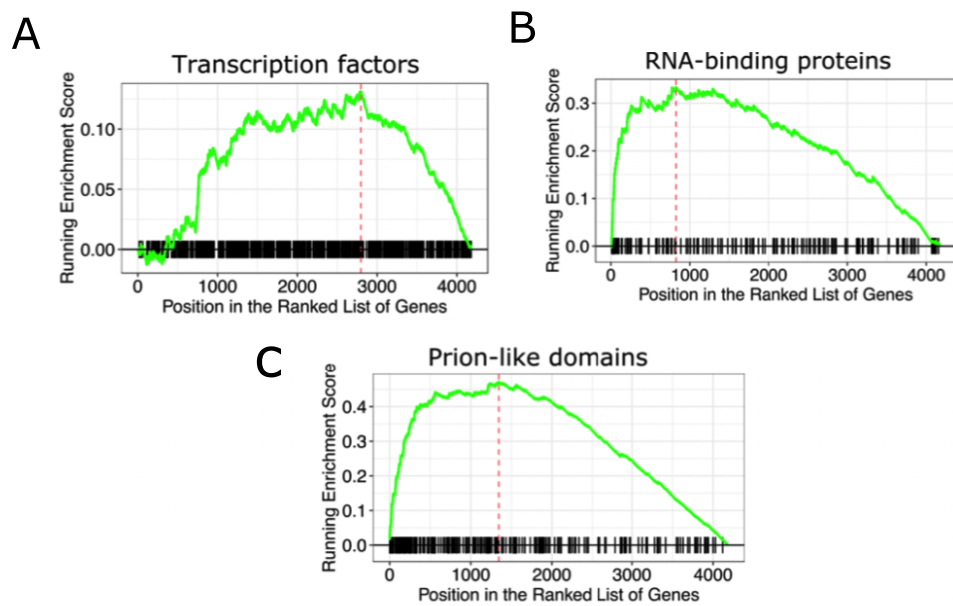 A
Transcription factors
Running Enrichment Score
0.10
0.05
0.00
0 1000 2000 3000 4000
Position in the Ranked List of Genes
B
RNA-binding proteins
Running Enrichment Score
0.3
0.2
0.1
0.0
0 1000 2000 3000 4000
Position in the Ranked List of Genes
C
Prion-like domains
Running Enrichment Score
0.4
0.3
0.2
0.1
0.0
0 1000 2000 3000 4000
Position in the Ranked List of Genes